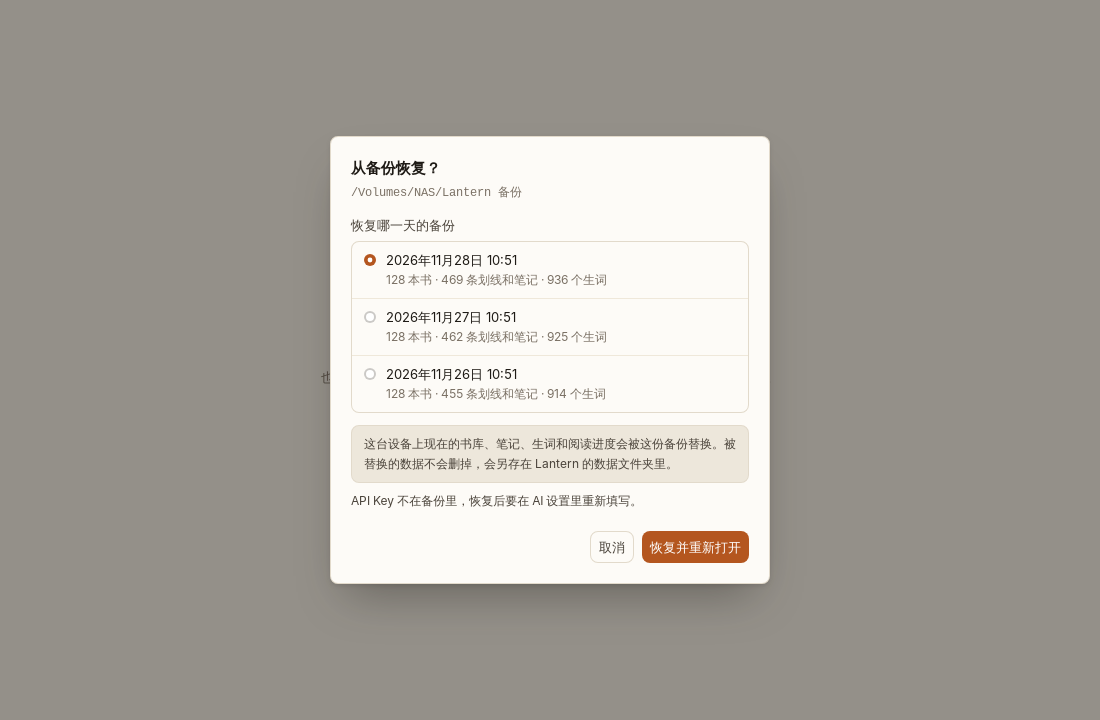 从备份恢复？
/Volumes/NAS/Lantern 备份
恢复哪一天的备份
2026年11月28日 10:51
128 本书 · 469 条划线和笔记 · 936 个生词
2026年11月27日 10:51
128 本书 · 462 条划线和笔记 · 925 个生词
2026年11月26日 10:51
128 本书 · 455 条划线和笔记 · 914 个生词
这台设备上现在的书库、笔记、生词和阅读进度会被这份备份替换。被
替换的数据不会删掉，会另存在 Lantern 的数据文件夹里。
API Key 不在备份里，恢复后要在 AI 设置里重新填写。
取消
恢复并重新打开